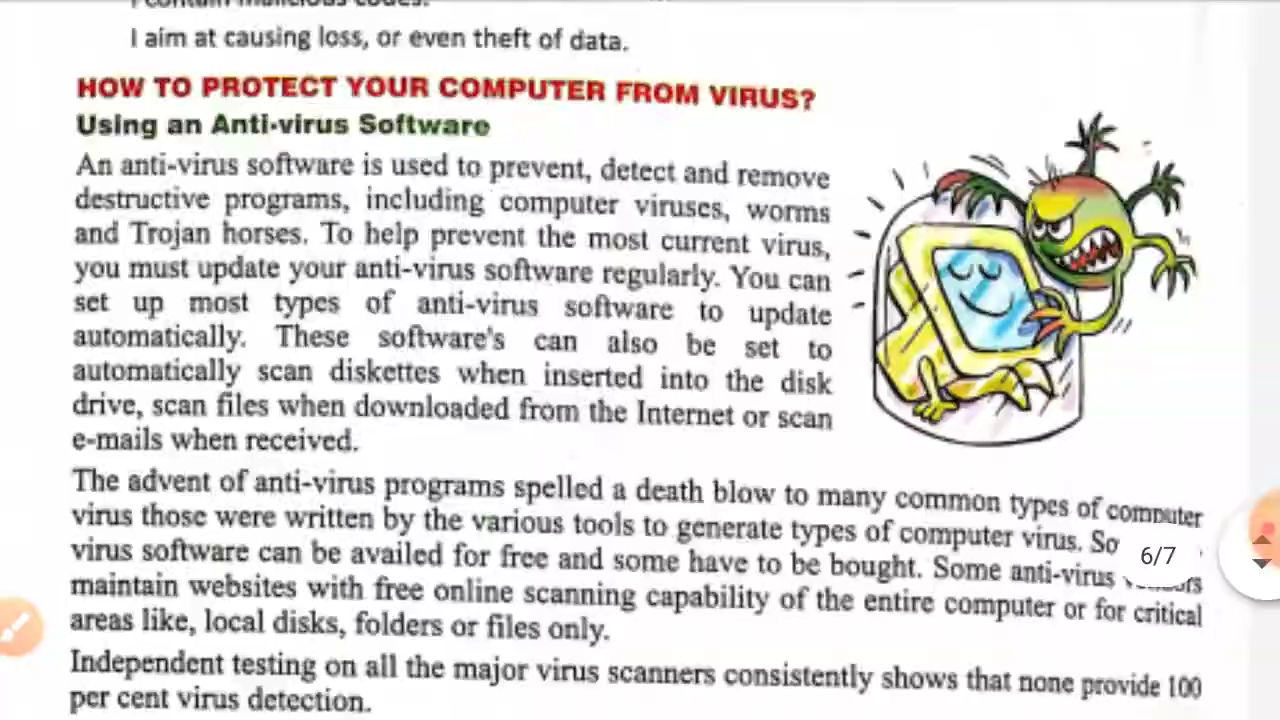 I contain malicious codes.
I aim at causing loss, or even theft of data.
HOW TO PROTECT YOUR COMPUTER FROM VIRUS?
Using an Anti-virus Software
An anti-virus software is used to prevent, detect and remove
destructive programs, including computer viruses, worms
and Trojan horses. To help prevent the most current virus,
you must update your anti-virus software regularly. You can
set up most types of anti-virus software to update
automatically. These software's can also be set to
automatically scan diskettes when inserted into the disk
drive, scan files when downloaded from the Internet or scan
e-mails when received.
The advent of anti-virus programs spelled a death blow to many common types of computer
virus those were written by the various tools to generate types of computer virus. So
virus software can be availed for free and some have to be bought. Some anti-virus
maintain websites with free online scanning capability of the entire computer or for critical
areas like, local disks, folders or files only.
Independent testing on all the major virus scanners consistently shows that none provide 100
per cent virus detection.
6/7